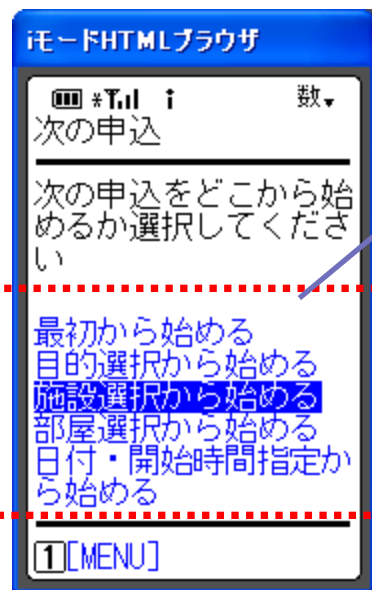 iモードHTMLブラウザ
数▼
次の申込
次の申込をどこから始
めるか選択してくださ
い
最初から始める
目的選択から始める
施設選択から始める
部屋選択から始める
日付・開始時間指定か
ら始める
1[MENU]